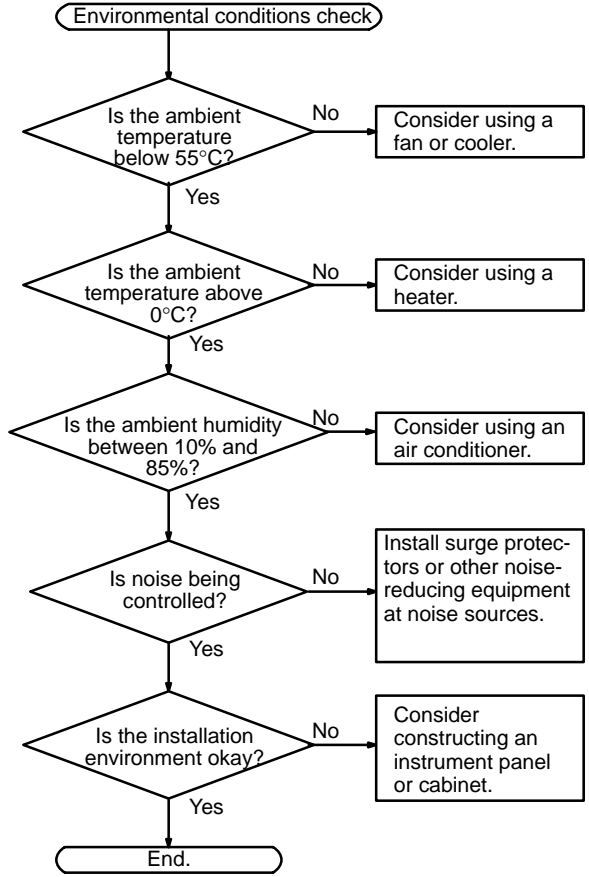 Environmental conditions check
Is the ambient
temperature
below 55°C?
No
Consider using a
fan or cooler.
Yes
Is the ambient
temperature above
0°C?
No
Consider using a
heater.
Yes
Is the ambient humidity
between 10% and
85%?
No
Consider using an
air conditioner.
Yes
Is noise being
controlled?
No
Install surge protec-
tors or other noise-
reducing equipment
at noise sources.
Yes
Is the installation
environment okay?
No
Consider
constructing an
instrument panel
or cabinet.
Yes
End.